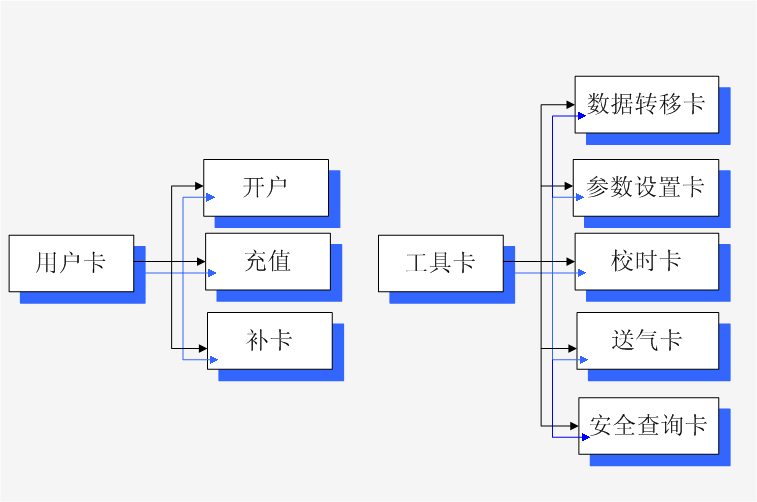 用户卡
开户
充值
补卡
工具卡
数据转移卡
参数设置卡
校时卡
送气卡
安全查询卡